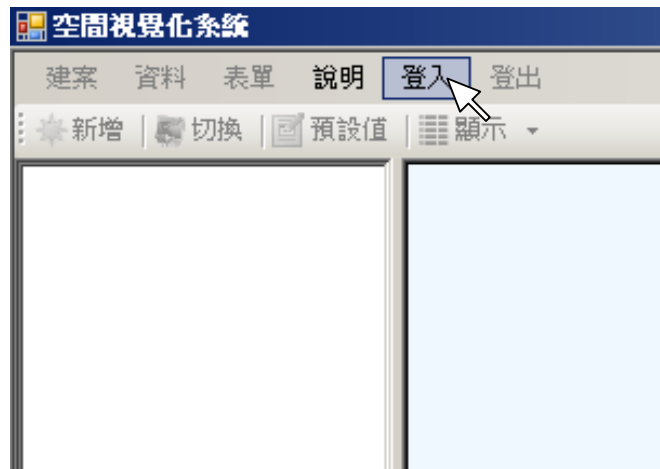 空間視覺化系統
建案 資料 表單 說明 登入 登出
新增 切換 預設值 顯示